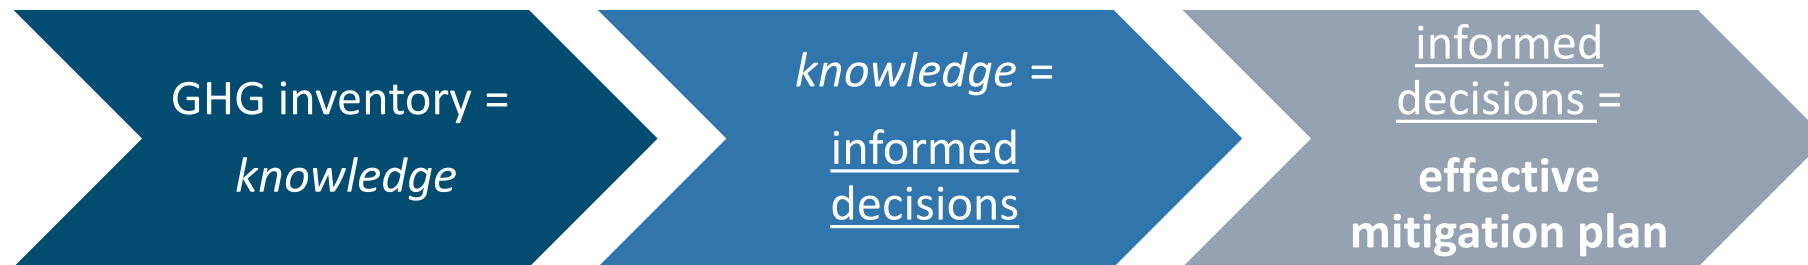 GHG inventory =
knowledge
knowledge =
informed
decisions
informed
decisions =
effective
mitigation plan